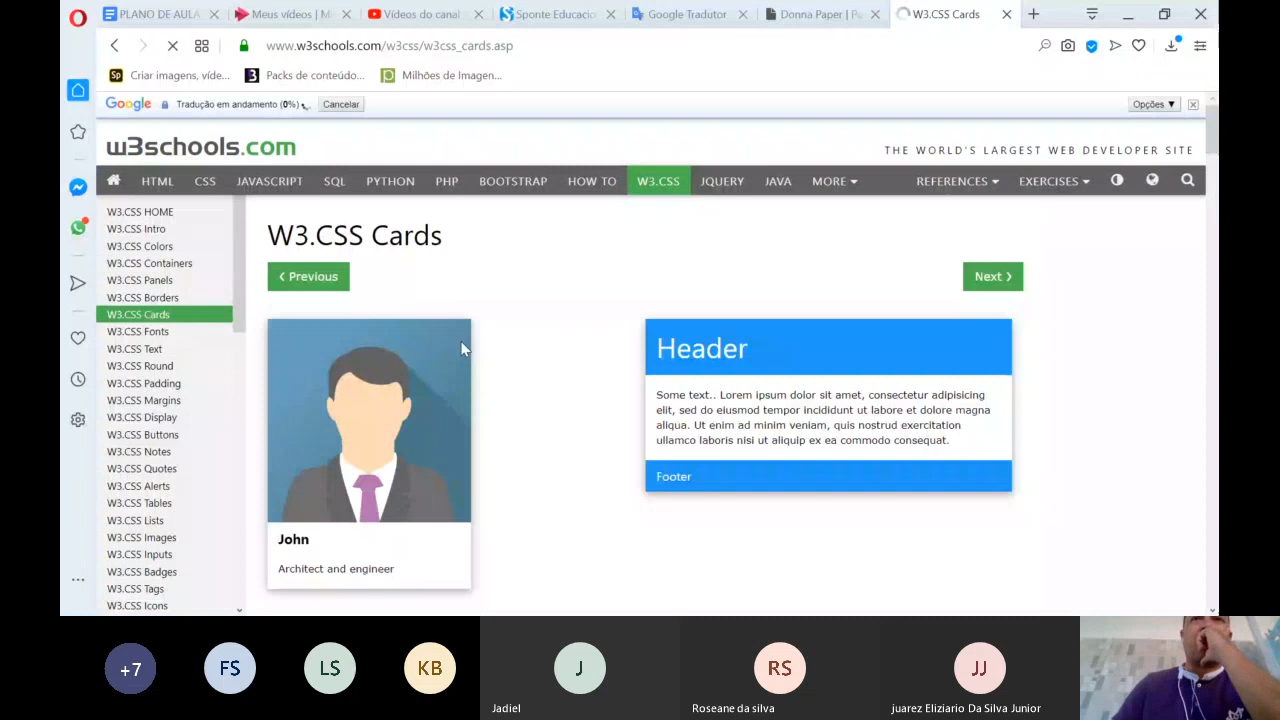 PLANO DE AULA
Meus vídeos | M
Vídeos do canal
Sponte Educacio
Google Tradutor
Donna Paper | Pa
W3.CSS Cards
www.w3schools.com/w3css/w3css_cards.asp
Criar imagens, víde...
Packs de conteúdo...
Milhões de Imagen...
Google Tradução em andamento (0%) Cancelar
Opções ▼
w3schools.com
THE WORLD'S LARGEST WEB DEVELOPER SITE
HTML CSS JAVASCRIPT SQL PYTHON PHP BOOTSTRAP HOW TO W3.CSS JQUERY JAVA MORE REFERENCES EXERCISES
W3.CSS HOME
W3.CSS Intro
W3.CSS Colors
W3.CSS Containers
W3.CSS Panels
W3.CSS Borders
W3.CSS Cards
W3.CSS Fonts
W3.CSS Text
W3.CSS Round
W3.CSS Padding
W3.CSS Margins
W3.CSS Display
W3.CSS Buttons
W3.CSS Notes
W3.CSS Quotes
W3.CSS Alerts
W3.CSS Tables
W3.CSS Lists
W3.CSS Images
W3.CSS Inputs
W3.CSS Badges
W3.CSS Tags
W3.CSS Icons
W3.CSS Cards
❮ Previous
Next ❯
John
Architect and engineer
Header
Some text.. Lorem ipsum dolor sit amet, consectetur adipisicing
elit, sed do eiusmod tempor incididunt ut labore et dolore magna
aliqua. Ut enim ad minim veniam, quis nostrud exercitation
ullamco laboris nisi ut aliquip ex ea commodo consequat.
Footer
+7
FS
LS
KB
J
Jadiel
RS
Roseane da silva
JJ
juarez Eliziario Da Silva Junior